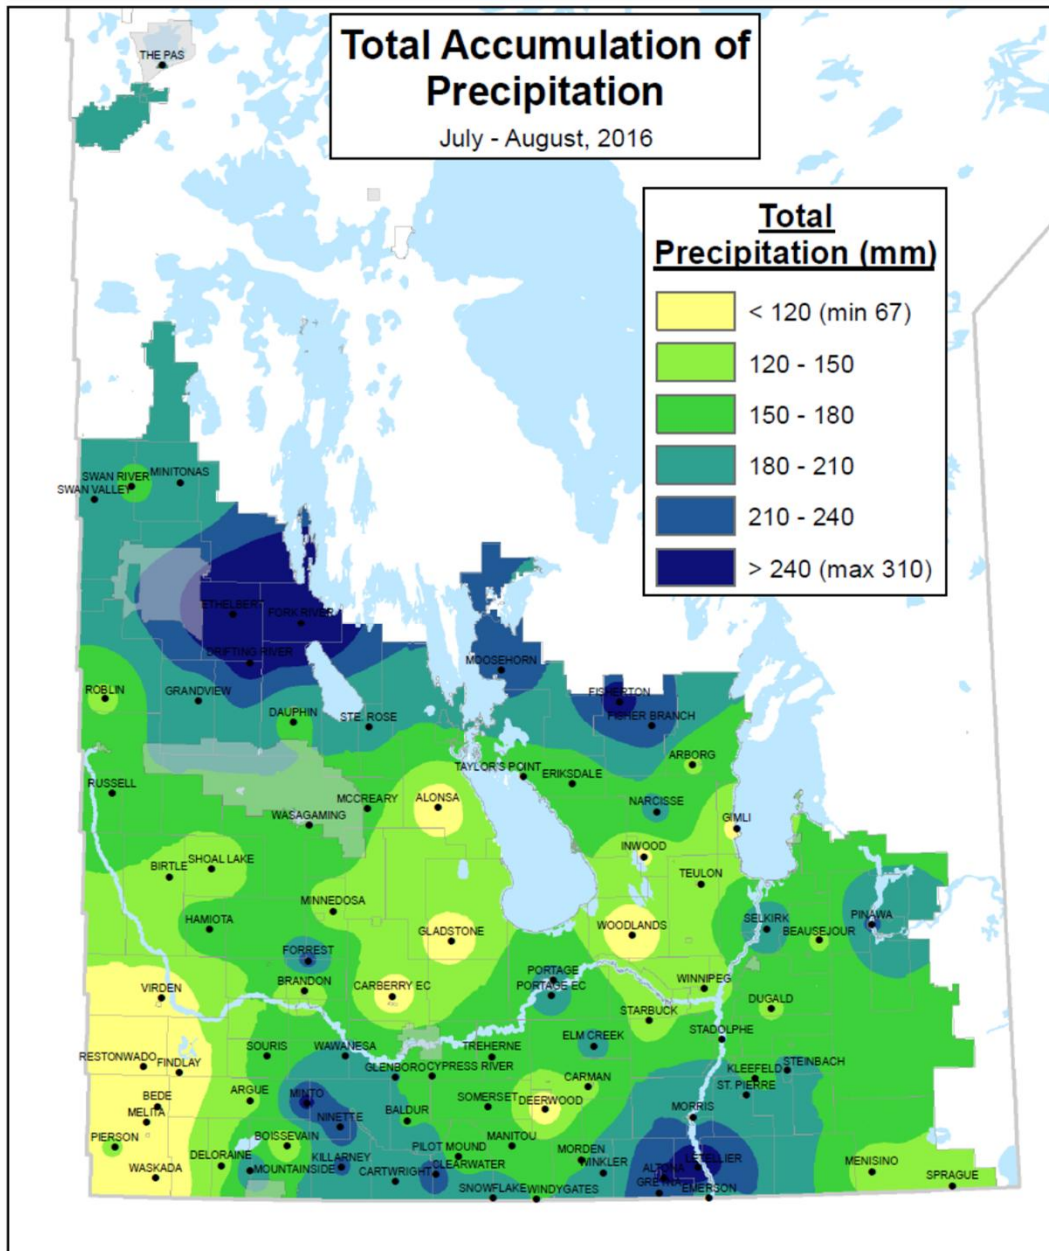 THE PAS
Total Accumulation of
Precipitation
July - August, 2016
Total
Precipitation (mm)
< 120 (min 67)
120 - 150
150 - 180
180 - 210
210 - 240
> 240 (max 310)
SWAN RIVER
MINITONAS
SWAN VALLEY
ETHELBERT
FORK RIVER
DRIFTING RIVER
MOOSEHORN
ROBLIN
GRANDVIEW
FISHERTON
DAUPHIN
STE. ROSE
FISHER BRANCH
ARBORG
TAYLOR'S POINT
ERIKSDALE
RUSSELL
MCCREARY
ALONSA
NARCISSE
WASAGAMING
GIMLI
INWOOD
BIRTLE
SHOAL LAKE
TEULON
MINNEDOSA
HAMIOTA
GLADSTONE
WOODLANDS
SELKIRK
PINAWA
BEAUSEJOUR
FORREST
PORTAGE
VIRDEN
BRANDON
CARBERRY EC
PORTAGE EC
WINNIPEG
STARBUCK
DUGALD
STADOLPHE
ELM CREEK
RESTONWADO
FINDLAY
SOURIS
WAWANESA
TREHERNE
STEINBACH
GLENBORO
CYPRESS RIVER
KLEEFELD
CARMAN
ST. PIERRE
BEDE
ARGUE
MINTO
SOMERSET
DEERWOOD
MELITA
NINETTE
BALDUR
MORRIS
PIERSON
BOISSEVAIN
PILOT MOUND
MANITOU
DELORAINE
KILLARNEY
CLEARWATER
MORDEN
LETELLIER
WASKADA
MOUNTAINSIDE
CARTWRIGHT
WINKLER
ALTONA
MENISINO
SPRAGUE
SNOWFLAKE
WINDYGATES
GRETNA
EMERSON